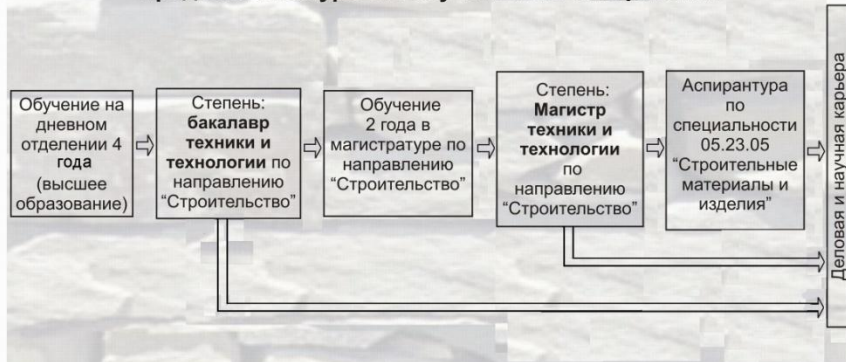 Обучение на
дневном
отделении 4
года
(высшее
образование)
Степень:
бакалавр
техники и
технологии по
направлению
“Строительство”
Обучение
2 года в
магистратуре по
направлению
“Строительство”
Степень:
Магистр
техники и
технологии
по
направлению
“Строительство”
Аспирантура
по
специальности
05.23.05
“Строительные
материалы и
изделия”
Деловая и научная карьера